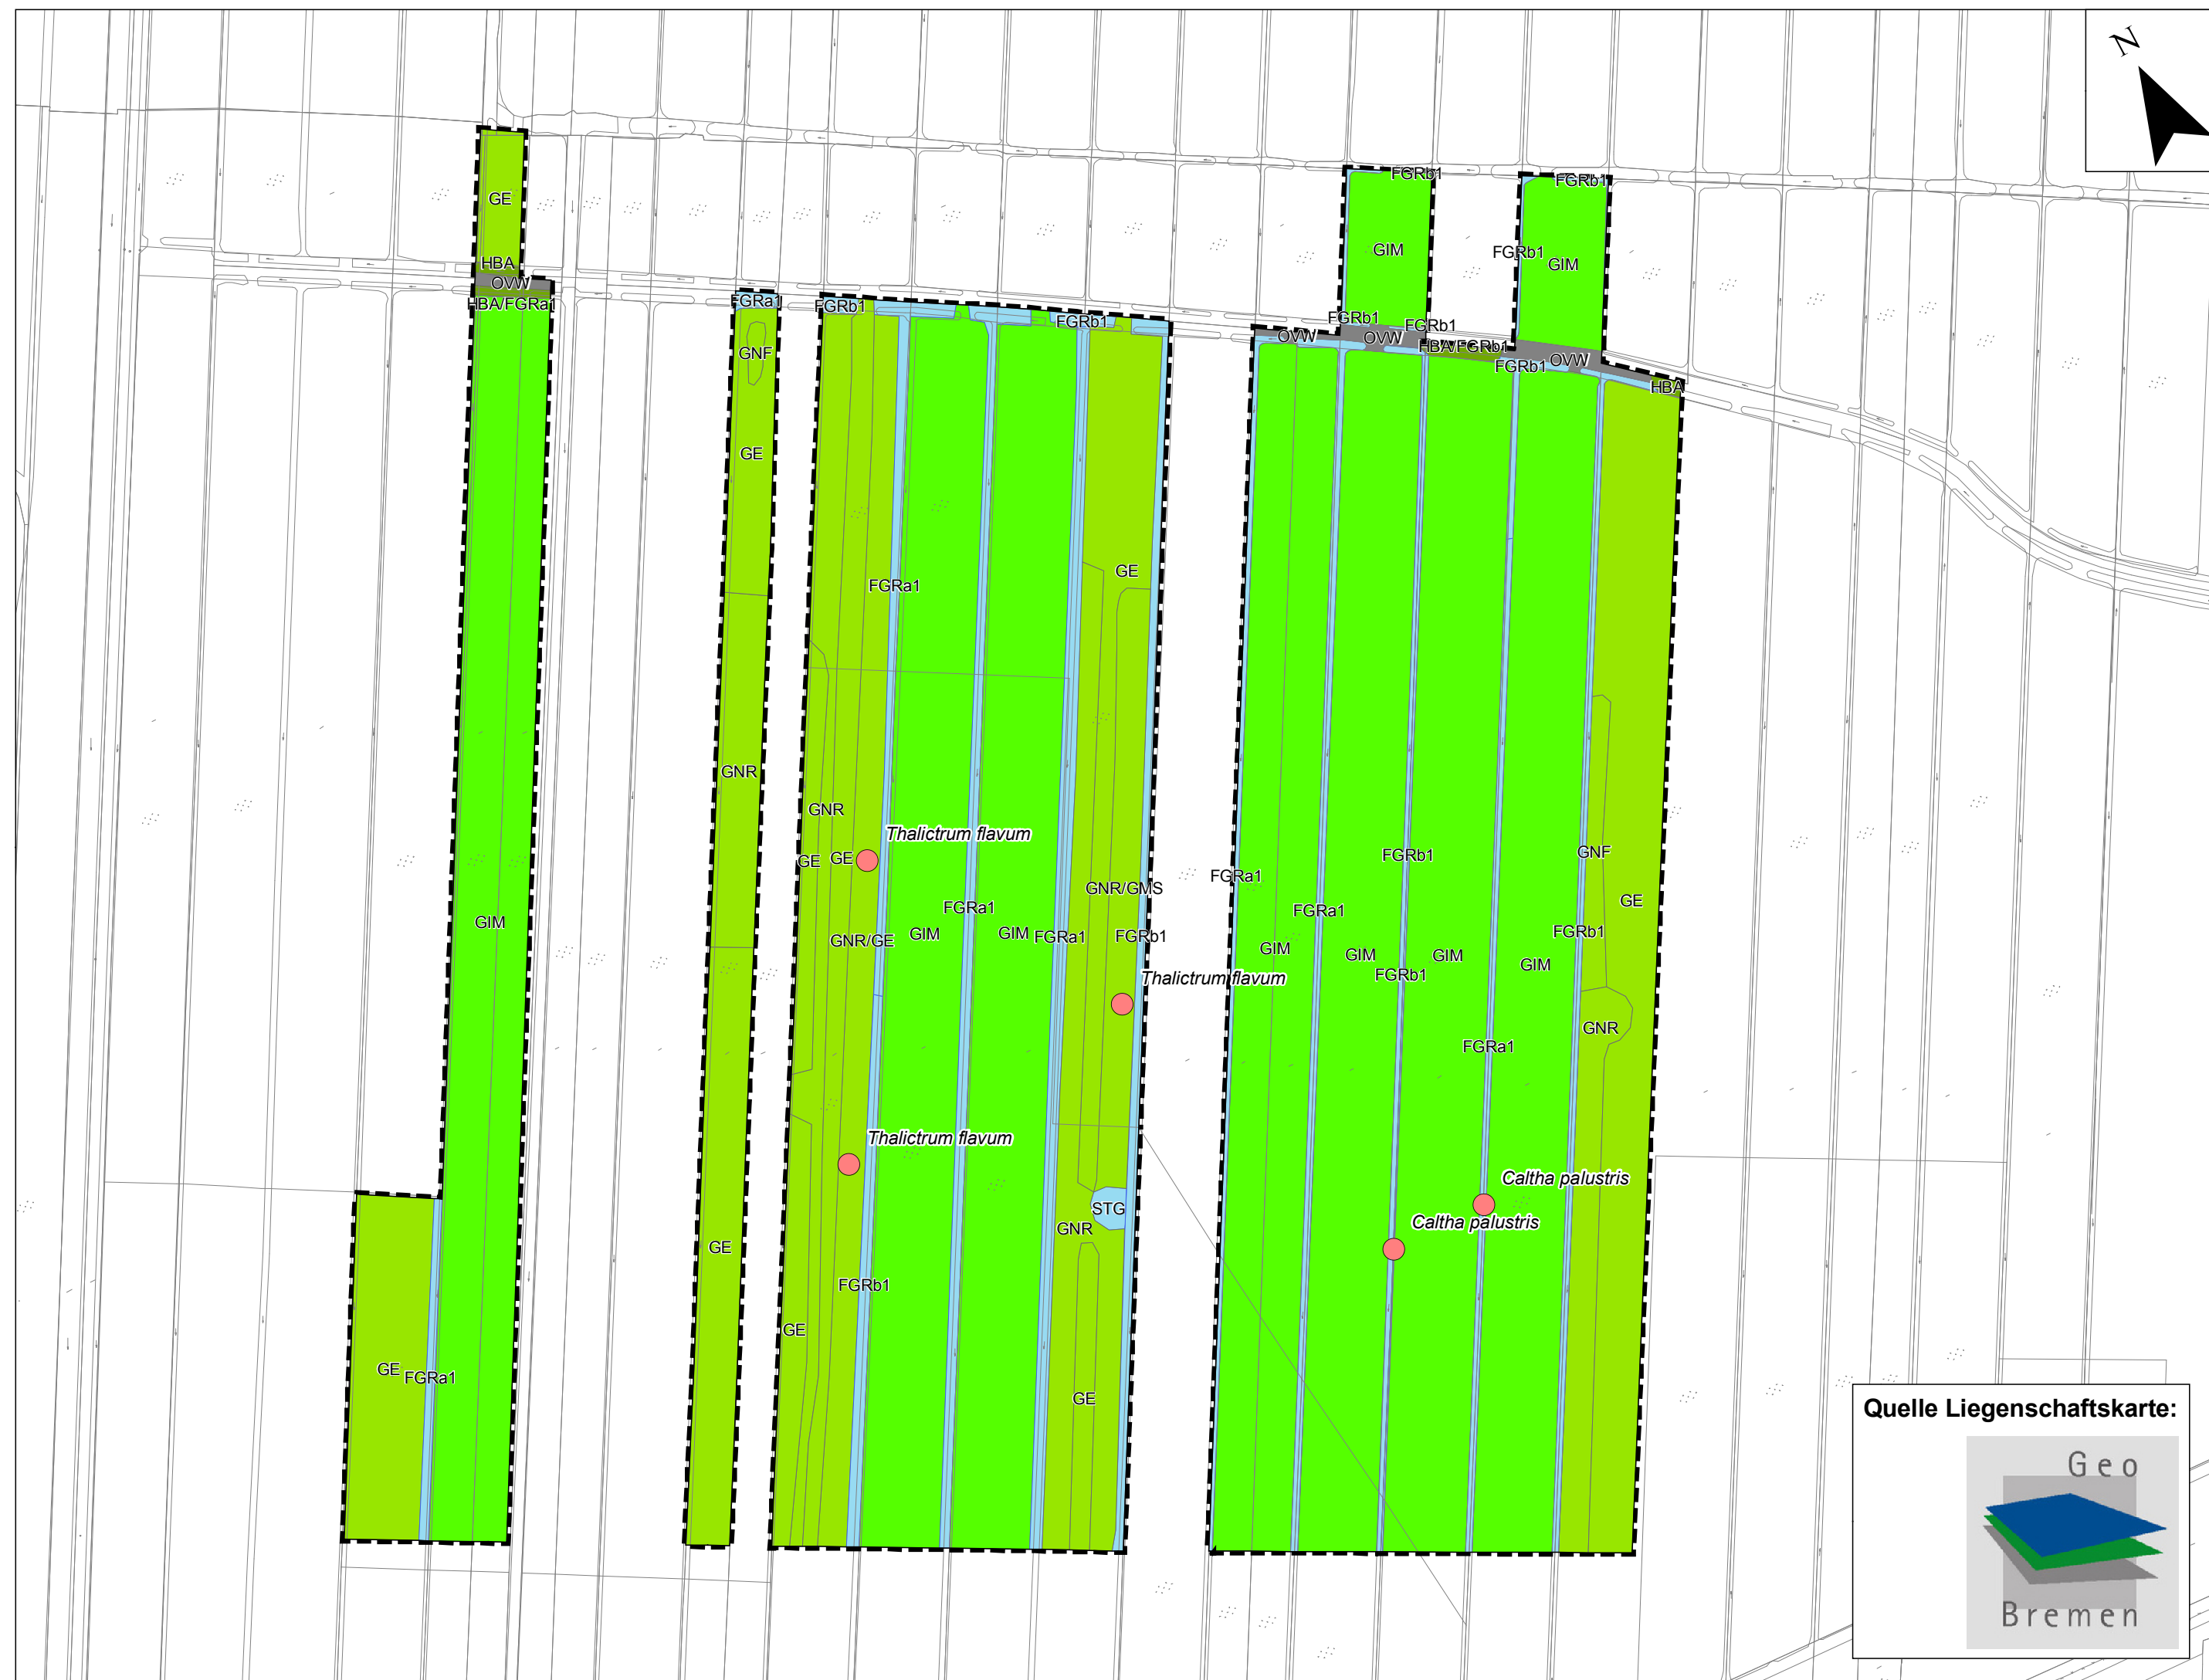 N
FGRb1
FGRb1
GE
GIM
FGRb1
GIM
HBA
OVW
HBA/FGRa1
FGRa1
FGRb1
FGRb1
FGRb1
FGRb1
OVW
OVW
HBA/FGRb1
OVW
FGRb1
HBA
GNF
GE
GE
FGRa1
GNR
GNR
Thalictrum flavum
GE
GE
GNR/GMS
FGRb1
GNF
FGRa1
GE
GIM
FGRa1
FGRa1
GNR/GE
GIM
GIM
FGRa1
FGRb1
FGRb1
GIM
GIM
GIM
GIM
FGRb1
Thalictrum flavum
GNR
FGRa1
Thalictrum flavum
Caltha palustris
STG
Caltha palustris
GNR
GE
FGRb1
GE
GE
FGRa1
GE
Quelle Liegenschaftskarte:
Geo
Bremen